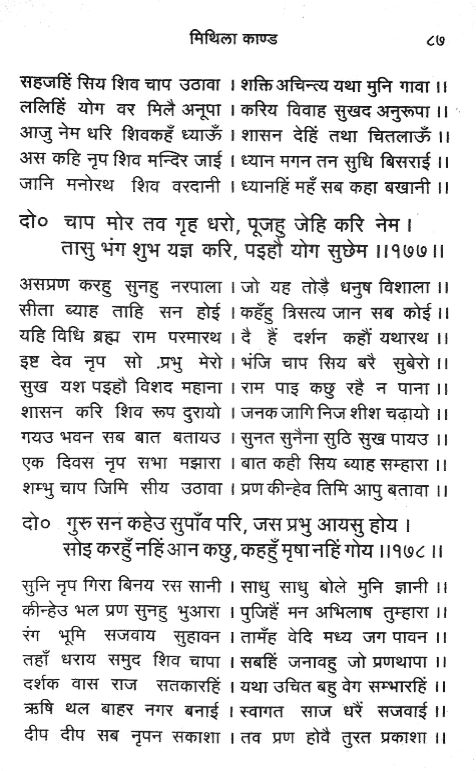 मिथिला काण्ड ८७
सहजहिं सिय शिव चाप उठावा । शक्ति अचिन्त्य यथा मुनि गावा ।।
ललिहिं योग वर मिलै अनूपा । करिय विवाह सुखद अनुरूपा ।।
आजु नेम धरि शिवकहँ ध्याऊँ । शासन देहिं तथा चितलाऊँ ।।
अस कहि नृप शिव मन्दिर जाई । ध्यान मगन तन सुधि बिसराई ।।
जानि मनोरथ शिव वरदानी । ध्यानहिं महँ सब कहा बखानी ।।
दो० चाप मोर तव गृह धरो, पूजहु जेहि करि नेम ।
तासु भंग शुभ यज्ञ करि, पइहौ योग सुछेम ।।१७७।।
असप्रण करहु सुनहु नरपाला । जो यह तोड़ै धनुष विशाला ।।
सीता ब्याह ताहि सन होई । कहँहु त्रिसत्य जान सब कोई ।।
यहि विधि ब्रह्म राम परमारथ । दै हैं दर्शन कहौं यथारथ ।।
इष्ट देव नृप सो प्रभु मेरो । भंजि चाप सिय बरै सुबेरो ।।
सुख यश पइहौ विशद महाना । राम पाइ कछु रहै न पाना ।।
शासन करि शिव रूप दुरायो । जनक जागि निज शीश चढ़ायो ।।
गयउ भवन सब बात बतायउ । सुनत सुनैना सुठि सुख पायउ ।।
एक दिवस नृप सभा मझारा । बात कही सिय ब्याह सम्हारा ।।
शम्भु चाप जिमि सीय उठावा । प्रण कीन्हेव तिमि आपु बतावा ।।
दो० गुरु सन कहेउ सुपाँव परि, जस प्रभु आयसु होय ।
सोइ करहुँ नहिं आन कछु, कहहुँ मृषा नहिं गोय ।।१७८।।
सुनि नृप गिरा बिनय रस सानी । साधु साधु बोले मुनि ज्ञानी ।।
कीन्हेउ भल प्रण सुनहु भुआरा । पुजिहैं मन अभिलाष तुम्हारा ।।
रंग भूमि सजवाय सुहावन । तामँह वेदि मध्य जग पावन ।।
तहाँ धराय समुद शिव चापा । सबहिं जनावहु जो प्रणथापा ।।
दर्शक वास राज सतकारहिं । यथा उचित बहु वेग सम्भारहिं ।।
ऋषि थल बाहर नगर बनाई । स्वागत साज धरैं सजवाई ।।
दीप दीप सब नृपन सकाशा । तव प्रण होवै तुरत प्रकाशा ।।